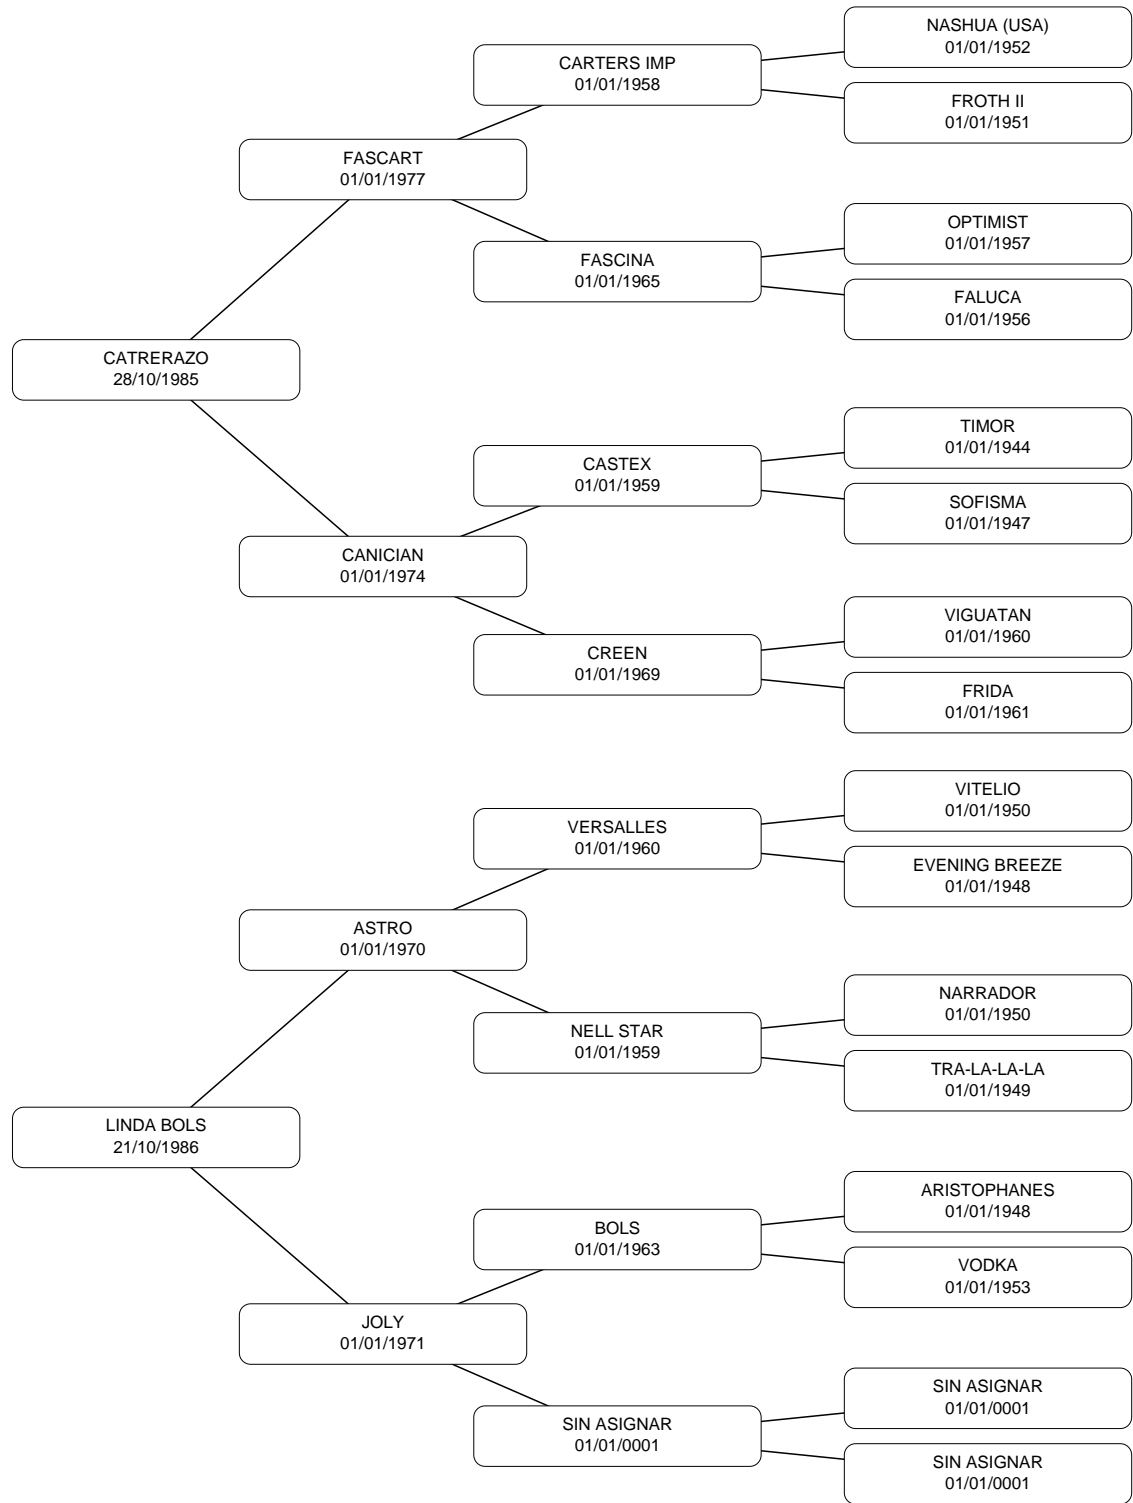 NASHUA (USA)
01/01/1952
CARTERS IMP
01/01/1958
FROTH II
01/01/1951
FASCART
01/01/1977
OPTIMIST
01/01/1957
FASCINA
01/01/1965
FALUCA
01/01/1956
CATRERAZO
28/10/1985
TIMOR
01/01/1944
CASTEX
01/01/1959
SOFISMA
01/01/1947
CANICIAN
01/01/1974
VIGUATAN
01/01/1960
CREEN
01/01/1969
FRIDA
01/01/1961
VITELIO
01/01/1950
VERSALLES
01/01/1960
EVENING BREEZE
01/01/1948
ASTRO
01/01/1970
NARRADOR
01/01/1950
NELL STAR
01/01/1959
TRA-LA-LA-LA
01/01/1949
LINDA BOLS
21/10/1986
ARISTOPHANES
01/01/1948
BOLS
01/01/1963
VODKA
01/01/1953
JOLY
01/01/1971
SIN ASIGNAR
01/01/0001
SIN ASIGNAR
01/01/0001
SIN ASIGNAR
01/01/0001